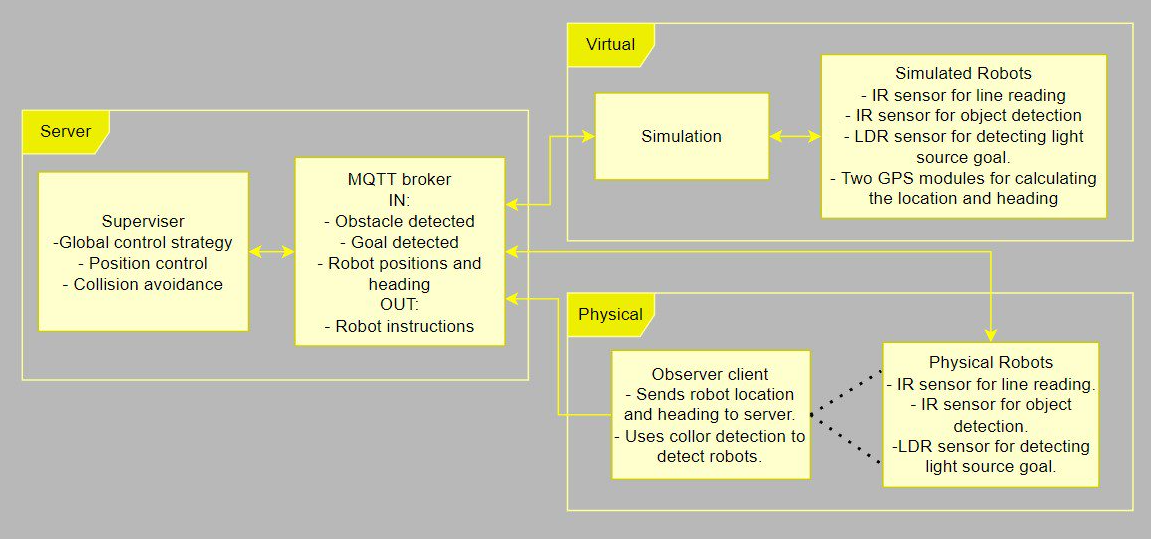 Server
Superviser
-Global control strategy
- Position control
- Collision avoidance
MQTT broker
IN:
- Obstacle detected
- Goal detected
- Robot positions and
heading
OUT:
- Robot instructions
Virtual
Simulation
Simulated Robots
- IR sensor for line reading
- IR sensor for object detection
- LDR sensor for detecting light
source goal.
- Two GPS modules for calculating
the location and heading
Physical
Observer client
- Sends robot location
and heading to server.
- Uses collor detection to
detect robots.
Physical Robots
- IR sensor for line reading.
- IR sensor for object
detection.
-LDR sensor for detecting
light source goal.